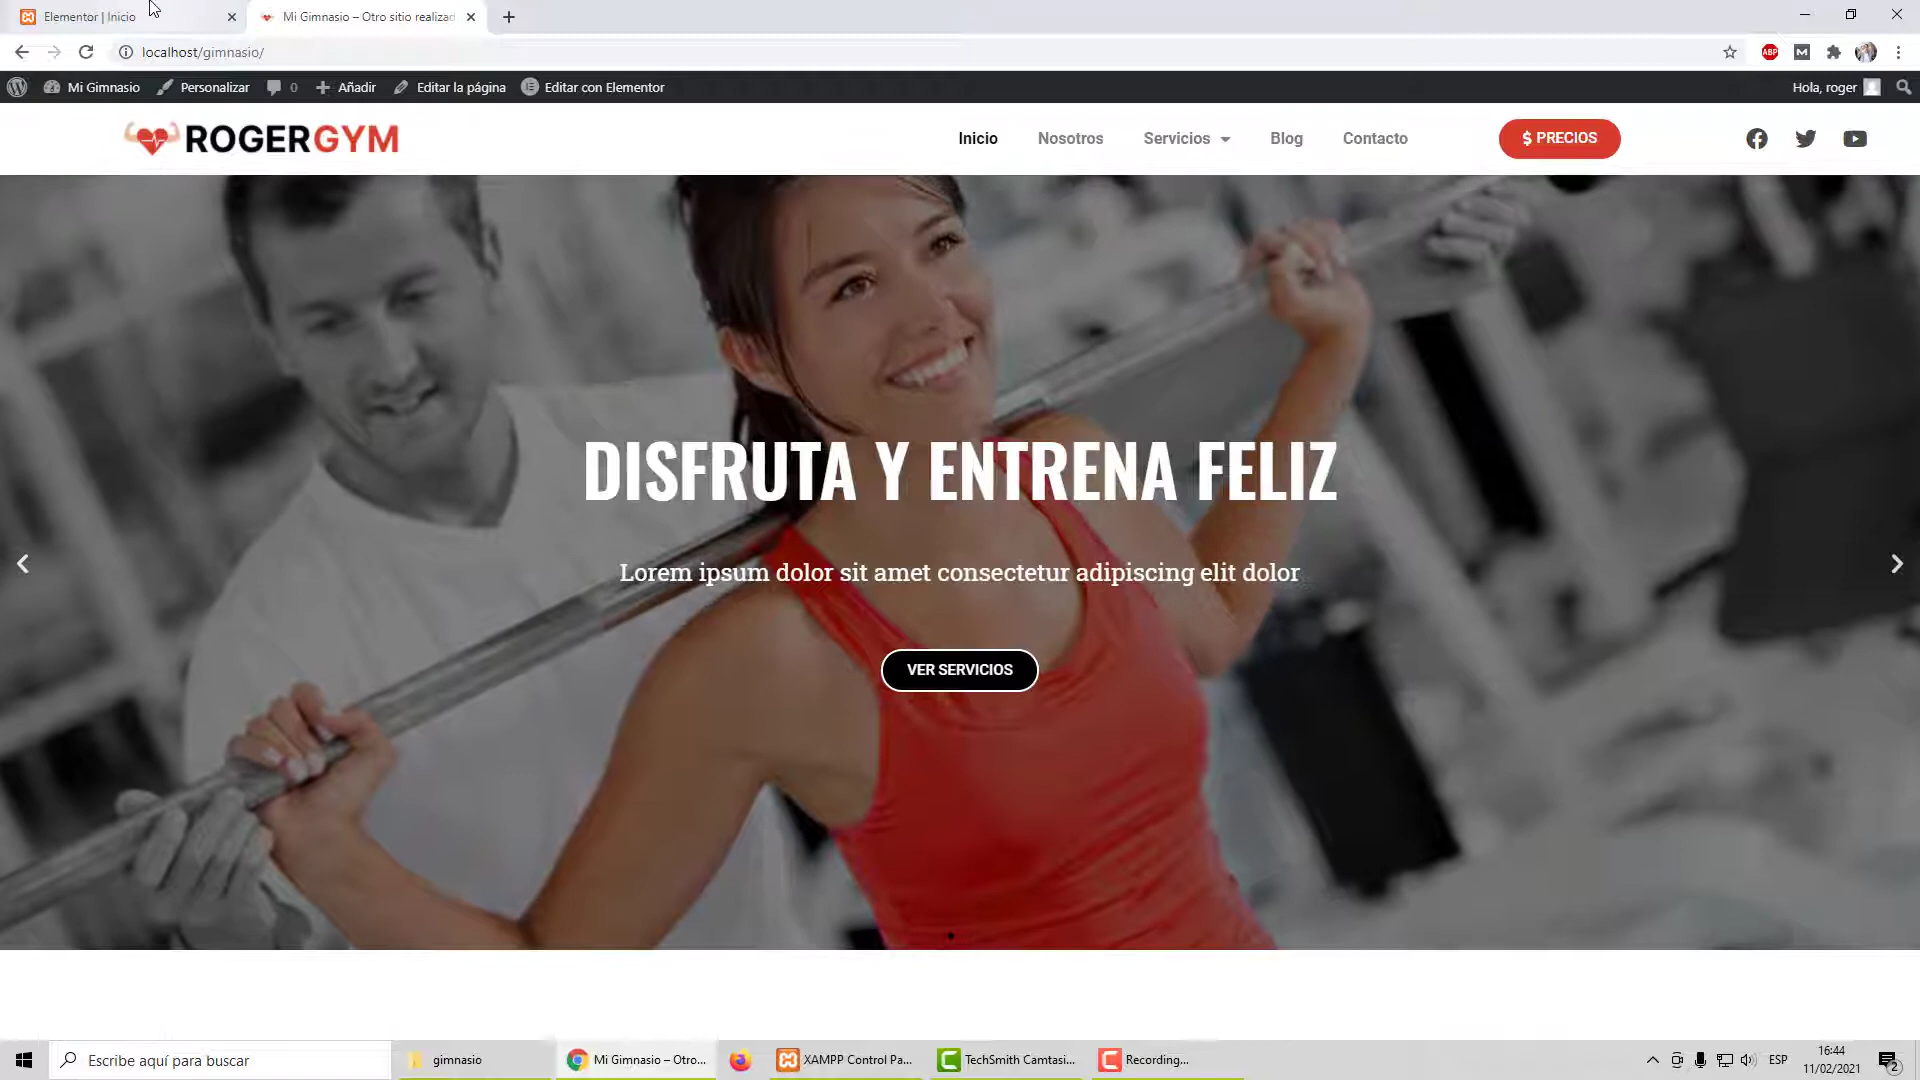 Elementor | Inicio
Mi Gimnasio – Otro sitio realizad
localhost/gimnasio/
ABP
Mi Gimnasio
Personalizar
0
Añadir
Editar la página
Editar con Elementor
Hola, roger
ROGERGYM
Inicio
Nosotros
Servicios
Blog
Contacto
$ PRECIOS
DISFRUTA Y ENTRENA FELIZ
Lorem ipsum dolor sit amet consectetur adipiscing elit dolor
VER SERVICIOS
Escribe aquí para buscar
gimnasio
Mi Gimnasio – Otro...
XAMPP Control Pa...
TechSmith Camtasi...
Recording...
ESP
16:44
11/02/2021
2